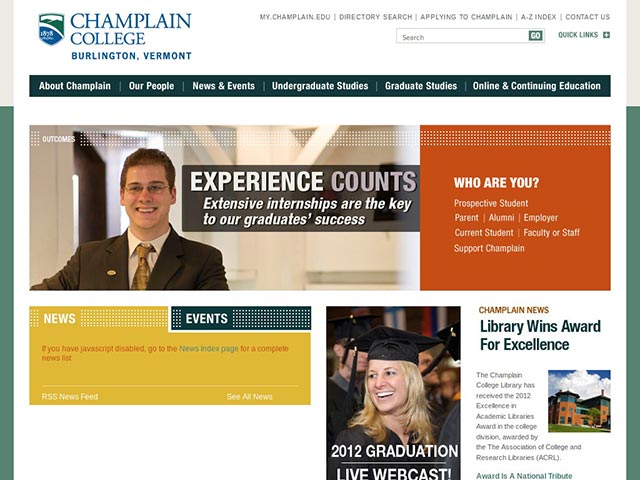 CHAMPLAIN
COLLEGE
1878
BURLINGTON, VERMONT
MY.CHAMPLAIN.EDU | DIRECTORY SEARCH | APPLYING TO CHAMPLAIN | A-Z INDEX | CONTACT US
Search
GO
QUICK LINKS
About Champlain | Our People | News & Events | Undergraduate Studies | Graduate Studies | Online & Continuing Education
OUTCOMES
EXPERIENCE COUNTS
Extensive internships are the key
to our graduates' success
WHO ARE YOU?
Prospective Student
Parent | Alumni | Employer
Current Student | Faculty or Staff
Support Champlain
NEWS
EVENTS
If you have javascript disabled, go to the News Index page for a complete
news list
RSS News Feed
See All News
2012 GRADUATION
LIVE WEBCAST!
CHAMPLAIN NEWS
Library Wins Award
For Excellence
The Champlain
College Library has
received the 2012
Excellence in
Academic Libraries
Award in the college
division, awarded by
the The Association of College and
Research Libraries (ACRL).
Award Is A National Tribute